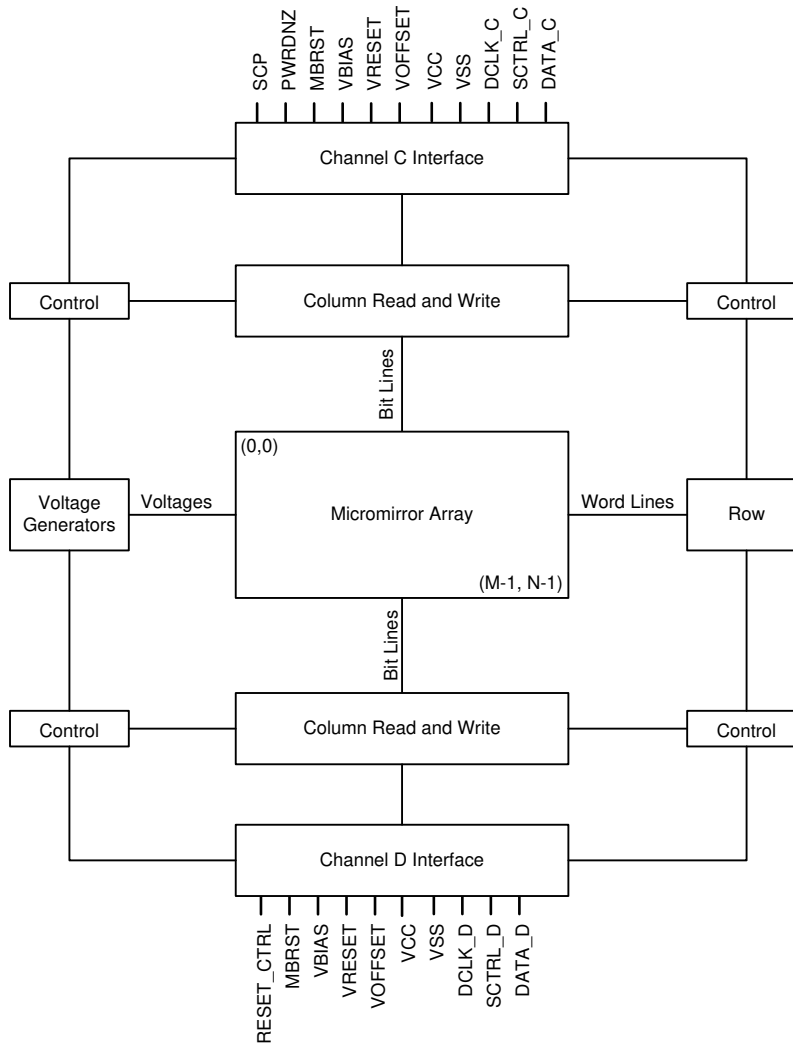 SCP
PWRDNZ
MBRST
VBIAS
VRESET
VOFFSET
VCC
VSS
DCLK_C
SCTRL_C
DATA_C
Channel C Interface
Control
Column Read and Write
Control
Bit Lines
(0,0)
Voltage
Generators
Voltages
Micromirror Array
Word Lines
Row
(M-1, N-1)
Bit Lines
Control
Column Read and Write
Control
Channel D Interface
RESET_CTRL
MBRST
VBIAS
VRESET
VOFFSET
VCC
VSS
DCLK_D
SCTRL_D
DATA_D